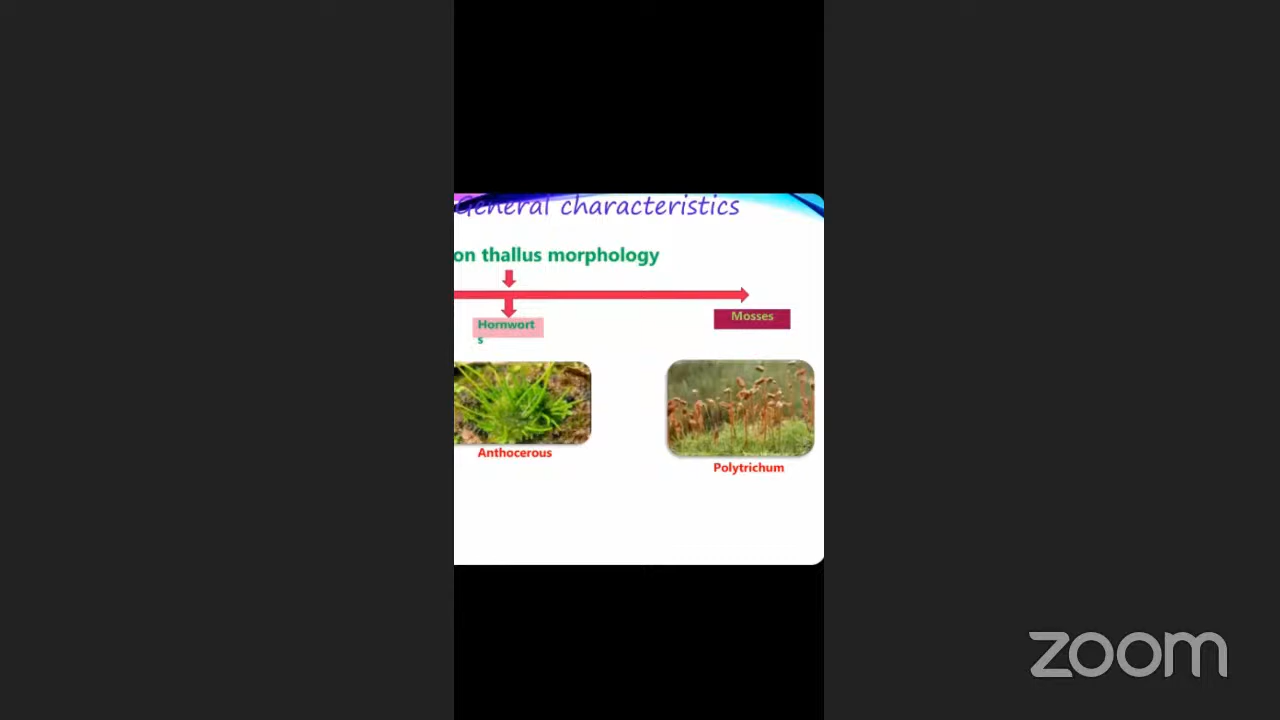 General characteristics
on thallus morphology
Hornwort
s
Mosses
Anthocerous
Polytrichum
zoom